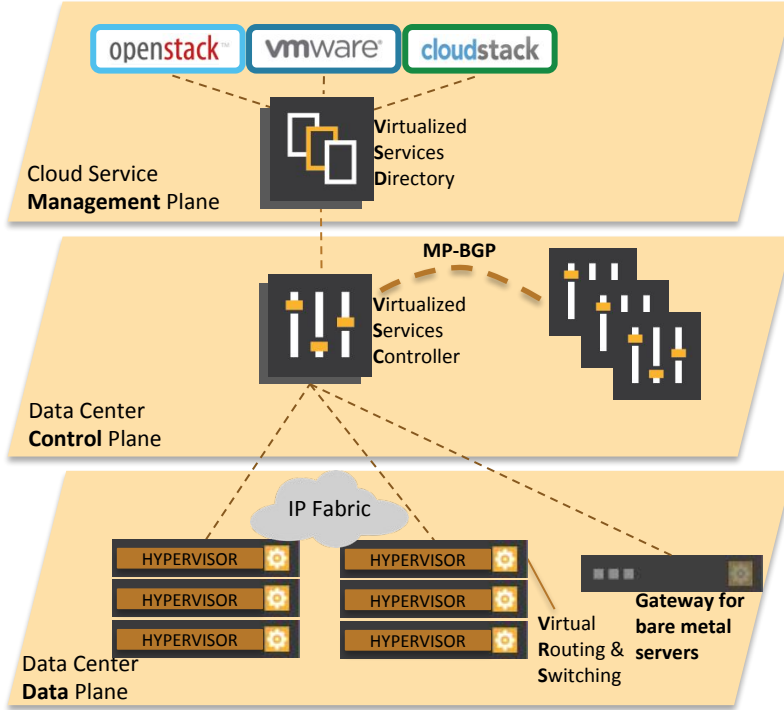 openstack™
vmware®
cloudstack
Virtualized
Services
Directory
Cloud Service
Management Plane
MP-BGP
Virtualized
Services
Controller
Data Center
Control Plane
IP Fabric
HYPERVISOR
HYPERVISOR
HYPERVISOR
HYPERVISOR
HYPERVISOR
HYPERVISOR
Virtual
Routing &
Switching
Gateway for
bare metal
servers
Data Center
Data Plane